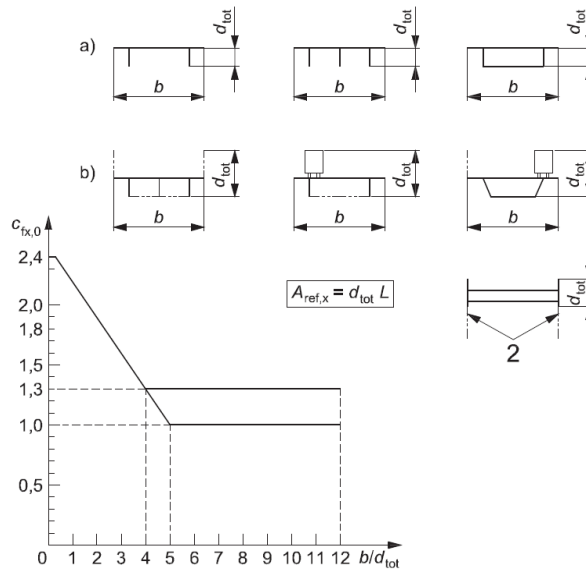 a)
d_tot
d_tot
d_tot
b
b
b
b)
d_tot
d_tot
d_tot
b
b
b
c_fx,0
2,4
2,0
1,8
1,5
1,3
1,0
0,5
0 1 2 3 4 5 6 7 8 9 10 11 12 b/d_tot
A_ref,x = d_tot L
d_tot
2